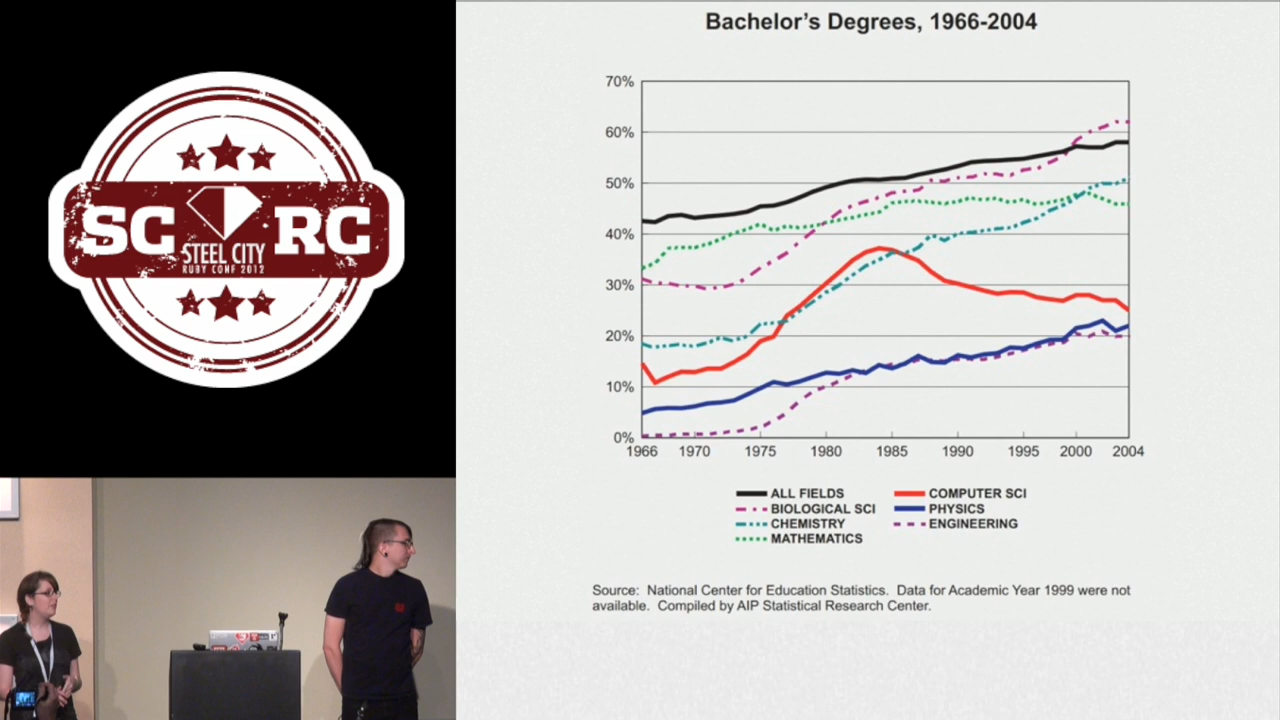 SC RC
STEEL CITY
RUBY CONF 2012
Bachelor’s Degrees, 1966-2004
70%
60%
50%
40%
30%
20%
10%
0%
1966 1970 1975 1980 1985 1990 1995 2000 2004
ALL FIELDS
BIOLOGICAL SCI
CHEMISTRY
MATHEMATICS
COMPUTER SCI
PHYSICS
ENGINEERING
Source: National Center for Education Statistics. Data for Academic Year 1999 were not
available. Compiled by AIP Statistical Research Center.